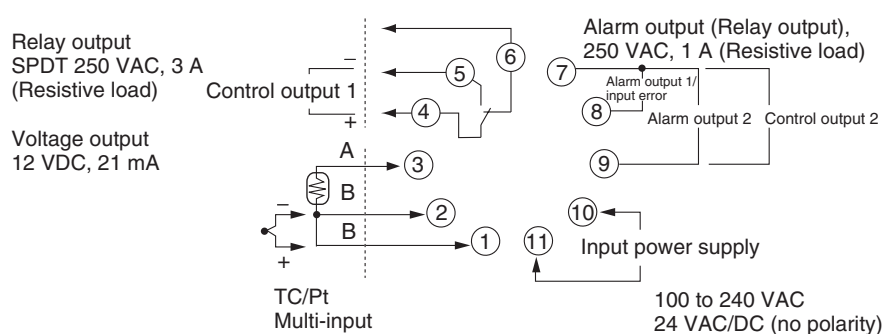 Relay output
SPDT 250 VAC, 3 A
(Resistive load)
Voltage output
12 VDC, 21 mA
Control output 1
−
+
6
5
4
A
3
B
2
B
1
−
+
TC/Pt
Multi-input
Alarm output (Relay output),
250 VAC, 1 A (Resistive load)
7
Alarm output 1/
input error
8
Alarm output 2
Control output 2
9
10
11
Input power supply
100 to 240 VAC
24 VAC/DC (no polarity)